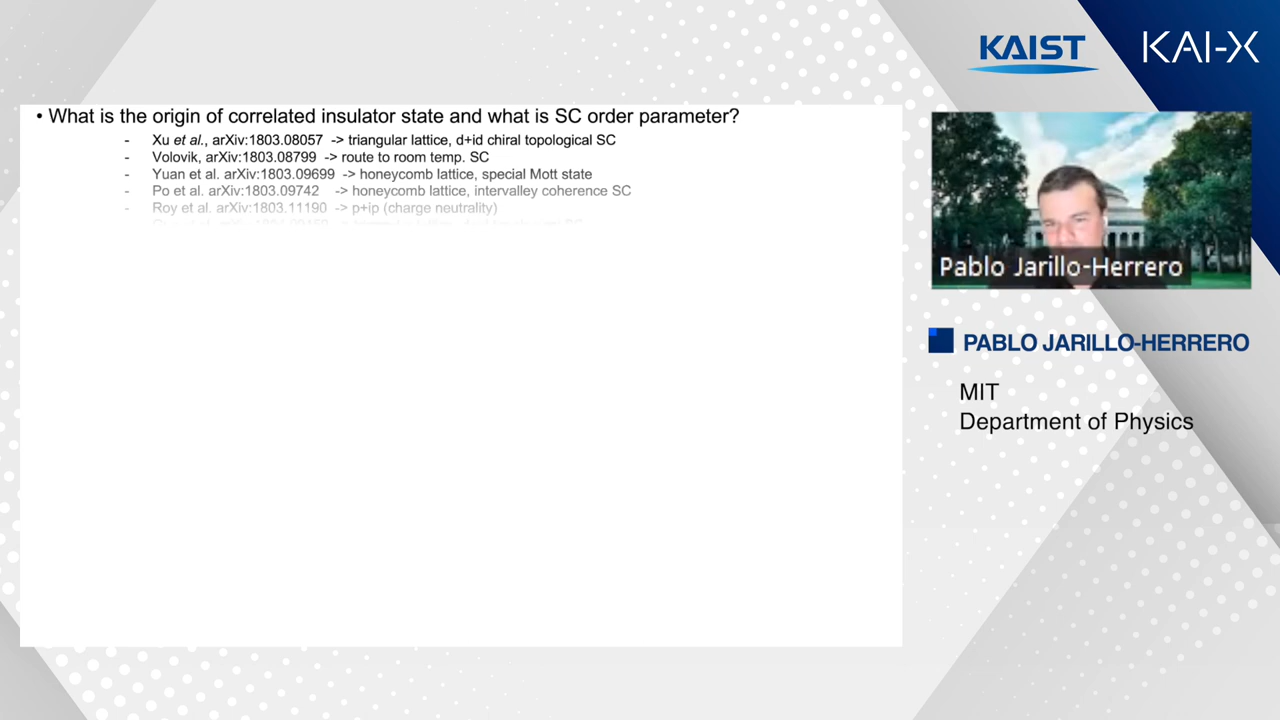 KAIST
KAI-X
• What is the origin of correlated insulator state and what is SC order parameter?
- Xu et al., arXiv:1803.08057 -> triangular lattice, d+id chiral topological SC
- Volovik, arXiv:1803.08799 -> route to room temp. SC
- Yuan et al. arXiv:1803.09699 -> honeycomb lattice, special Mott state
- Po et al. arXiv:1803.09742 -> honeycomb lattice, intervalley coherence SC
- Roy et al. arXiv:1803.11190 -> p+ip (charge neutrality)
Pablo Jarillo-Herrero
PABLO JARILLO-HERRERO
MIT
Department of Physics